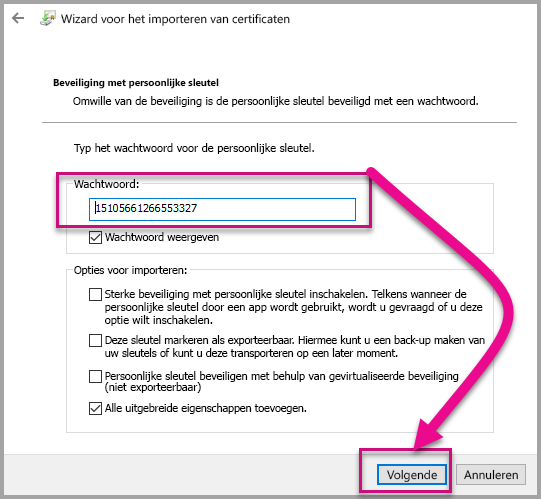 Wizard voor het importeren van certificaten
Beveiliging met persoonlijke sleutel
Omwille van de beveiliging is de persoonlijke sleutel beveiligd met een wachtwoord.
Typ het wachtwoord voor de persoonlijke sleutel.
Wachtwoord:
15105661266553327
Wachtwoord weergeven
Opties voor importeren:
Sterke beveiliging met persoonlijke sleutel inschakelen. Telkens wanneer de
persoonlijke sleutel door een app wordt gebruikt, wordt u gevraagd of u deze
optie wilt inschakelen.
Deze sleutel markeren als exporteerbaar. Hiermee kunt u een back-up maken van
uw sleutels of kunt u deze transporteren op een later moment.
Persoonlijke sleutel beveiligen met behulp van gevirtualiseerde beveiliging
(niet exporteerbaar)
Alle uitgebreide eigenschappen toevoegen.
Volgende
Annuleren